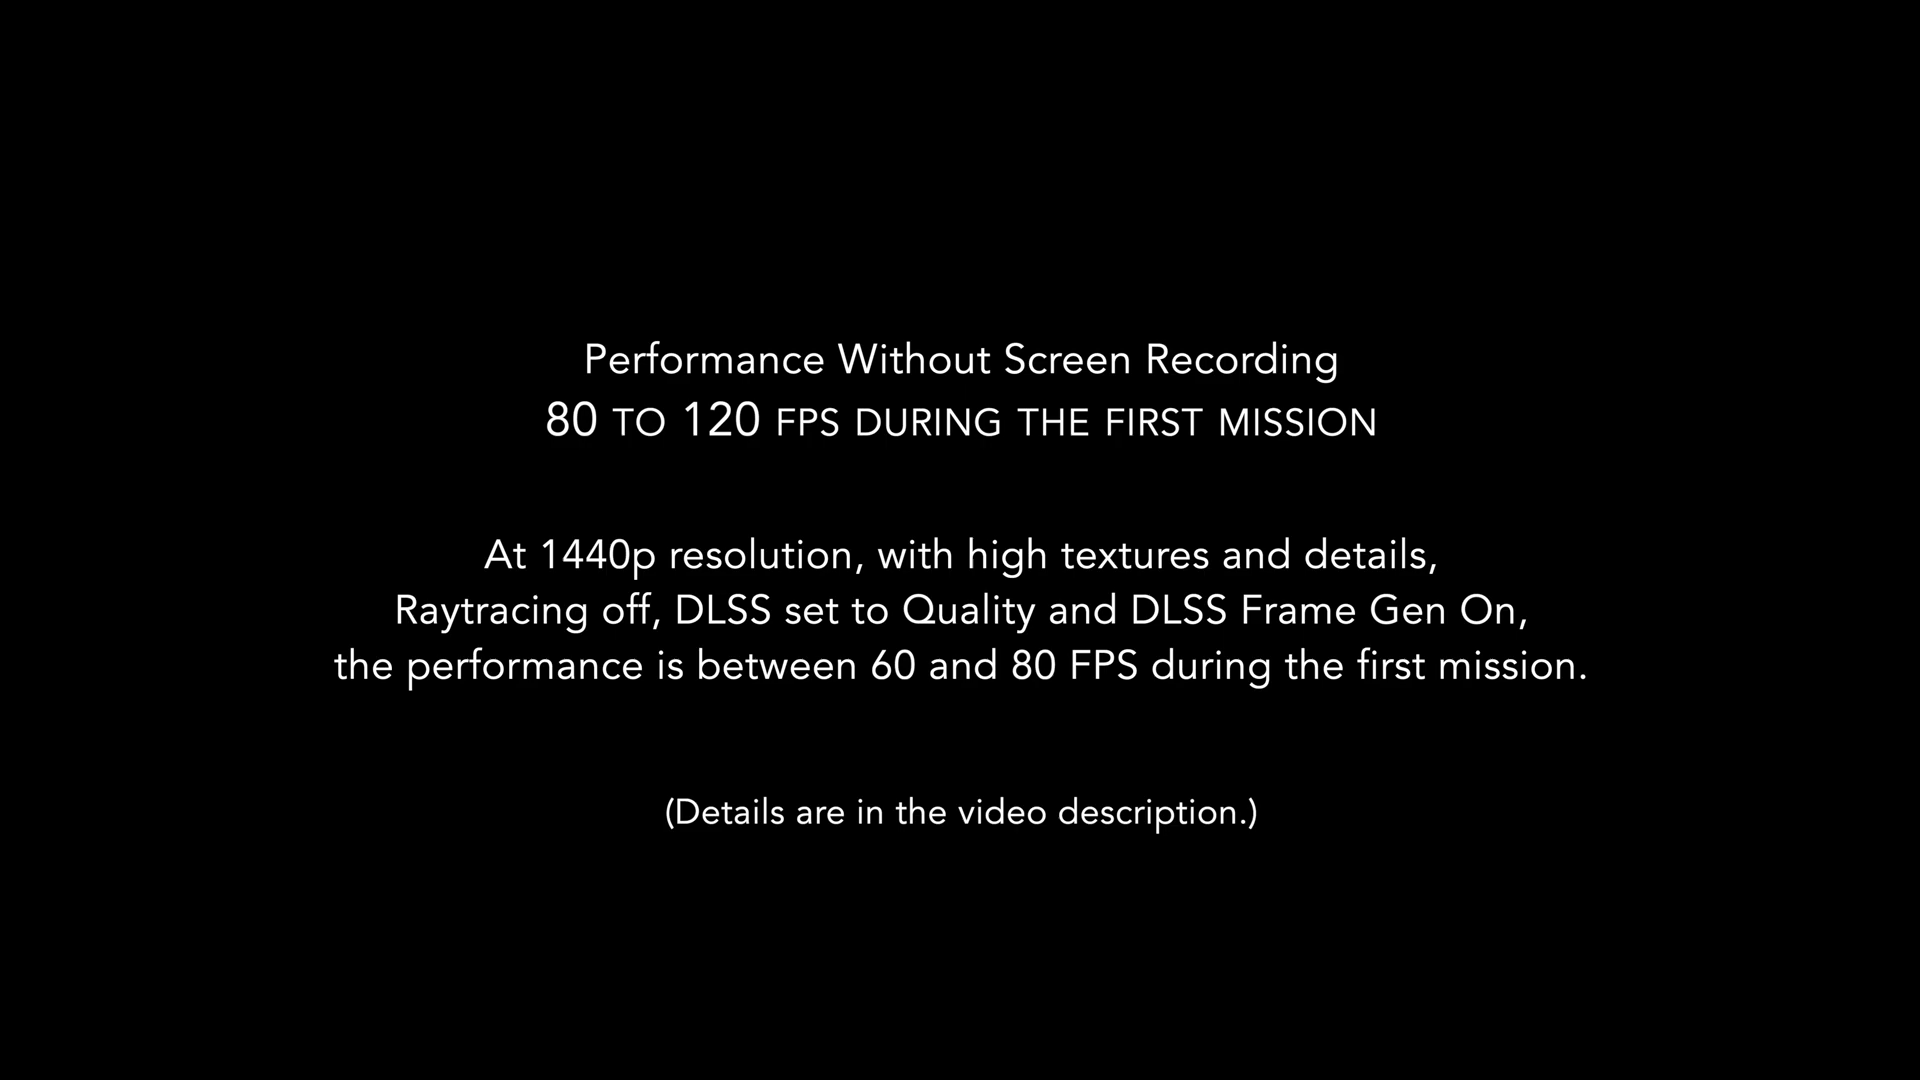 Performance Without Screen Recording
80 TO 120 FPS DURING THE FIRST MISSION
At 1440p resolution, with high textures and details,
Raytracing off, DLSS set to Quality and DLSS Frame Gen On,
the performance is between 60 and 80 FPS during the first mission.
(Details are in the video description.)